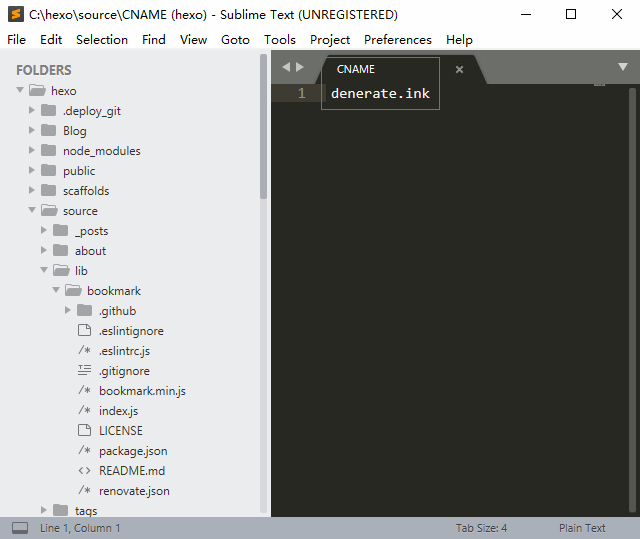 C:\hexo\source\CNAME (hexo) - Sublime Text (UNREGISTERED)
File Edit Selection Find View Goto Tools Project Preferences Help
FOLDERS
hexo
.deploy_git
Blog
node_modules
public
scaffolds
source
_posts
about
lib
bookmark
.github
.eslintignore
/* .eslintrc.js
.gitignore
/* bookmark.min.js
/* index.js
LICENSE
/* package.json
<> README.md
/* renovate.json
tags
CNAME ×
1 denerate.ink
Line 1, Column 1 Tab Size: 4 Plain Text